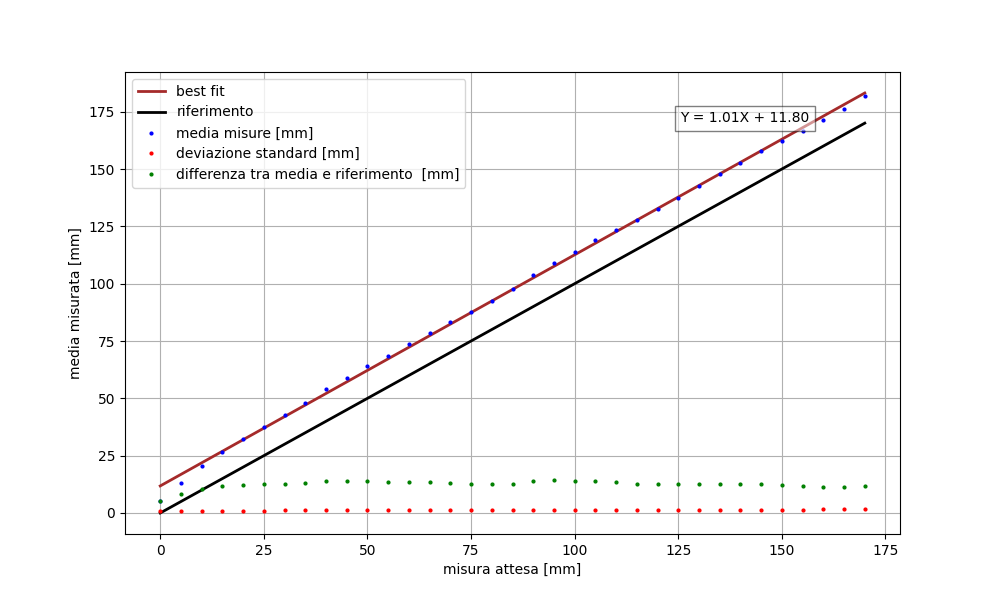 best fit
riferimento
media misure [mm]
deviazione standard [mm]
differenza tra media e riferimento  [mm]
Y = 1.01X + 11.80
175
150
125
100
75
50
25
0
media misurata [mm]
0
25
50
75
100
125
150
175
misura attesa [mm]